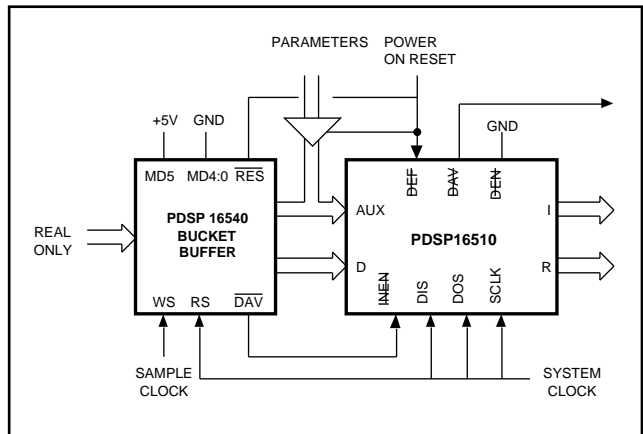 PARAMETERS
POWER
ON RESET
+5V
GND
GND
MD5
MD4:0
RES
DEF
DAV
DEN
REAL
ONLY
PDSP 16540
BUCKET
BUFFER
AUX
I
PDSP16510
D
R
WS
RS
DAV
INEN
DIS
DOS
SCLK
SAMPLE
CLOCK
SYSTEM
CLOCK